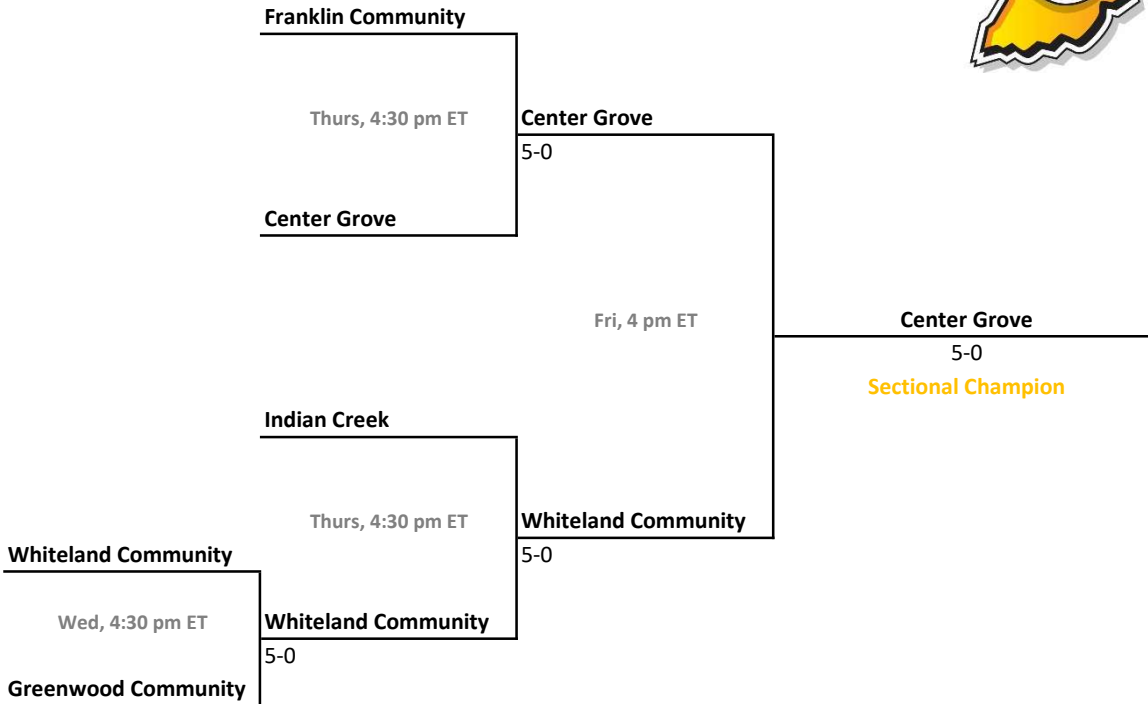 Franklin Community
Thurs, 4:30 pm ET
Center Grove
5-0
Center Grove
Fri, 4 pm ET
Center Grove
5-0
Sectional Champion
Indian Creek
Thurs, 4:30 pm ET
Whiteland Community
5-0
Whiteland Community
Wed, 4:30 pm ET
Whiteland Community
5-0
Greenwood Community